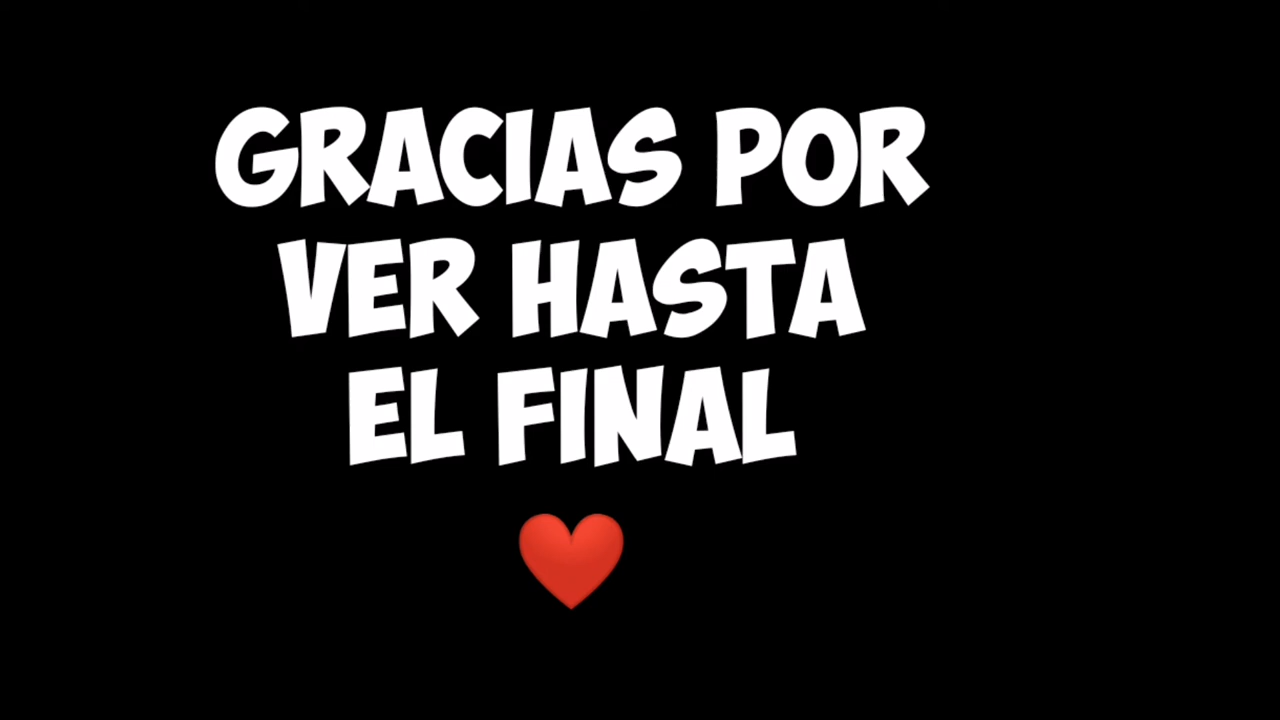 GRACIAS POR
VER HASTA
EL FINAL
❤️